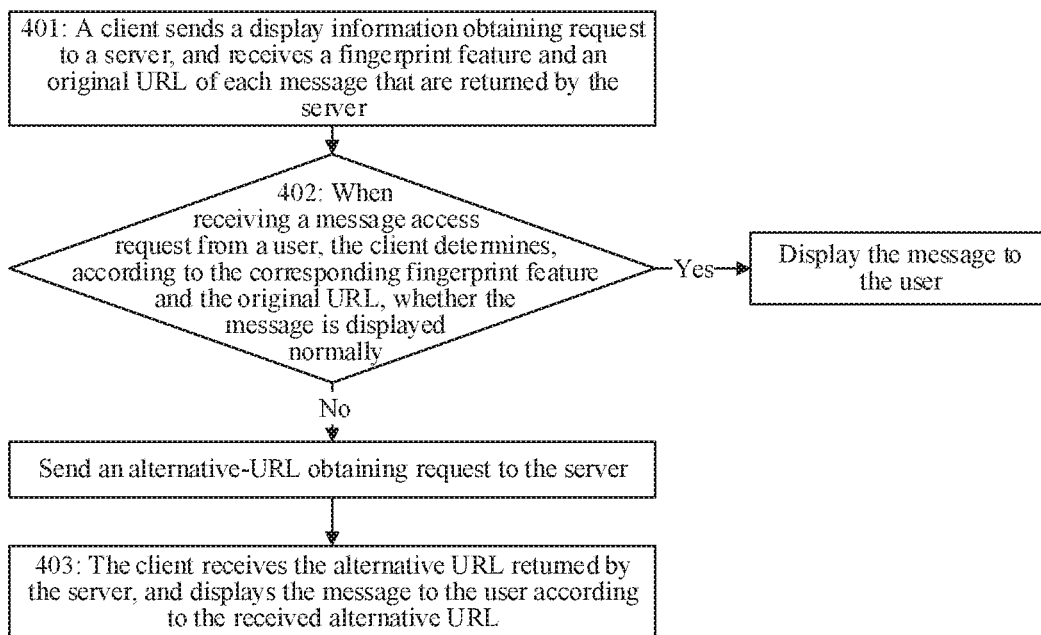 401: A client sends a display information obtaining request
to a server, and receives a fingerprint feature and an
original URL of each message that are returned by the
server
402: When
receiving a message access
request from a user, the client determines,
according to the corresponding fingerprint feature
and the original URL, whether the
message is displayed
normally
Yes
Display the message to
the user
No
Send an alternative-URL obtaining request to the server
403: The client receives the alternative URL returned by
the server, and displays the message to the user according
to the received alternative URL